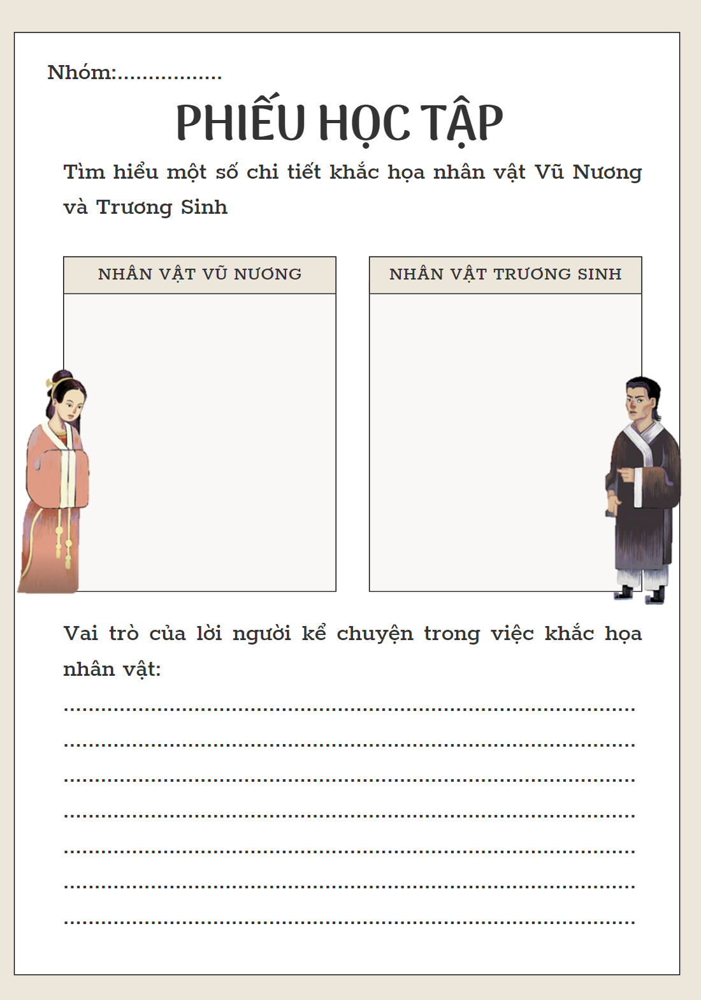 Nhóm:.................
PHIẾU HỌC TẬP
Tìm hiểu một số chi tiết khắc họa nhân vật Vũ Nương
và Trương Sinh
NHÂN VẬT VŨ NƯƠNG
NHÂN VẬT TRƯƠNG SINH
Vai trò của lời người kể chuyện trong việc khắc họa
nhân vật:
............................................................................................
............................................................................................
............................................................................................
............................................................................................
............................................................................................
............................................................................................
............................................................................................